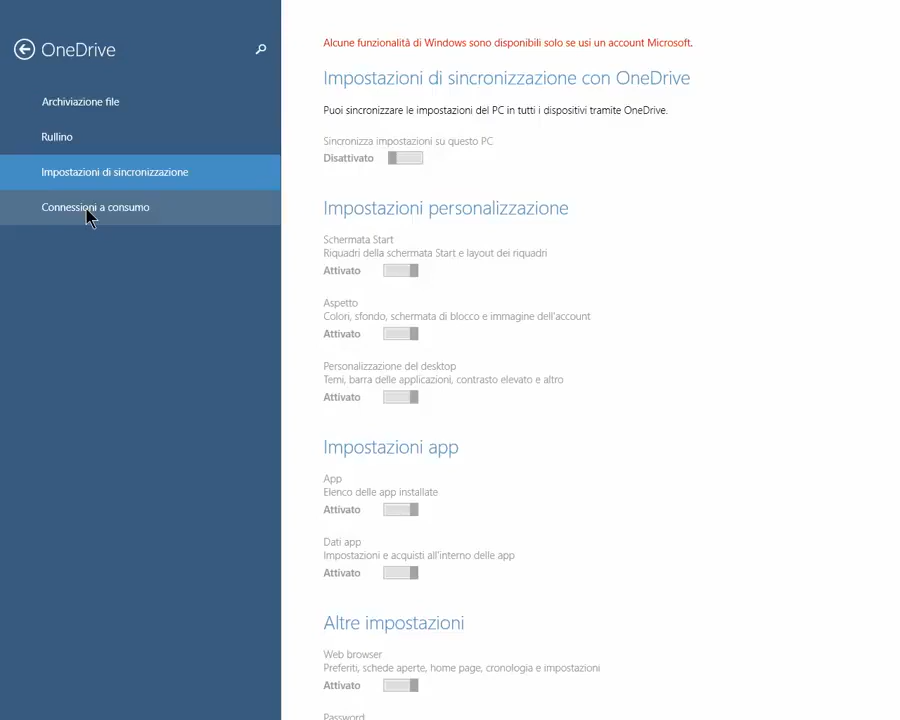 OneDrive
Archiviazione file
Rullino
Impostazioni di sincronizzazione
Connessioni a consumo
Alcune funzionalità di Windows sono disponibili solo se usi un account Microsoft.
Impostazioni di sincronizzazione con OneDrive
Puoi sincronizzare le impostazioni del PC in tutti i dispositivi tramite OneDrive.
Sincronizza impostazioni su questo PC
Disattivato
Impostazioni personalizzazione
Schermata Start
Riquadri della schermata Start e layout dei riquadri
Attivato
Aspetto
Colori, sfondo, schermata di blocco e immagine dell'account
Attivato
Personalizzazione del desktop
Temi, barra delle applicazioni, contrasto elevato e altro
Attivato
Impostazioni app
App
Elenco delle app installate
Attivato
Dati app
Impostazioni e acquisti all'interno delle app
Attivato
Altre impostazioni
Web browser
Preferiti, schede aperte, home page, cronologia e impostazioni
Attivato
Password